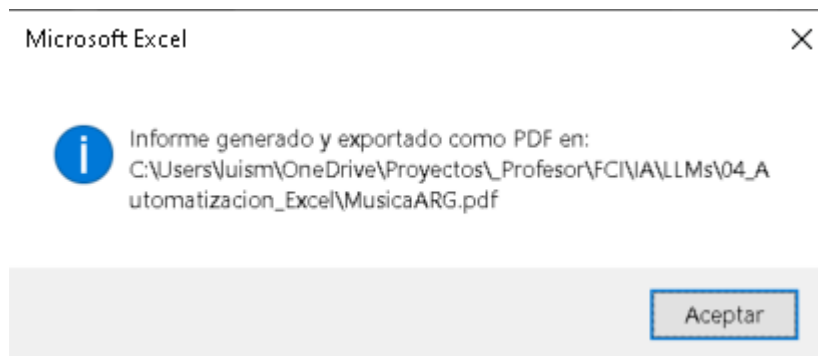 Microsoft Excel
Informe generado y exportado como PDF en:
C:\Users\luism\OneDrive\Proyectos\_Profesor\FCI\IA\LLMs\04_A
utomatizacion_Excel\MusicaARG.pdf
Aceptar